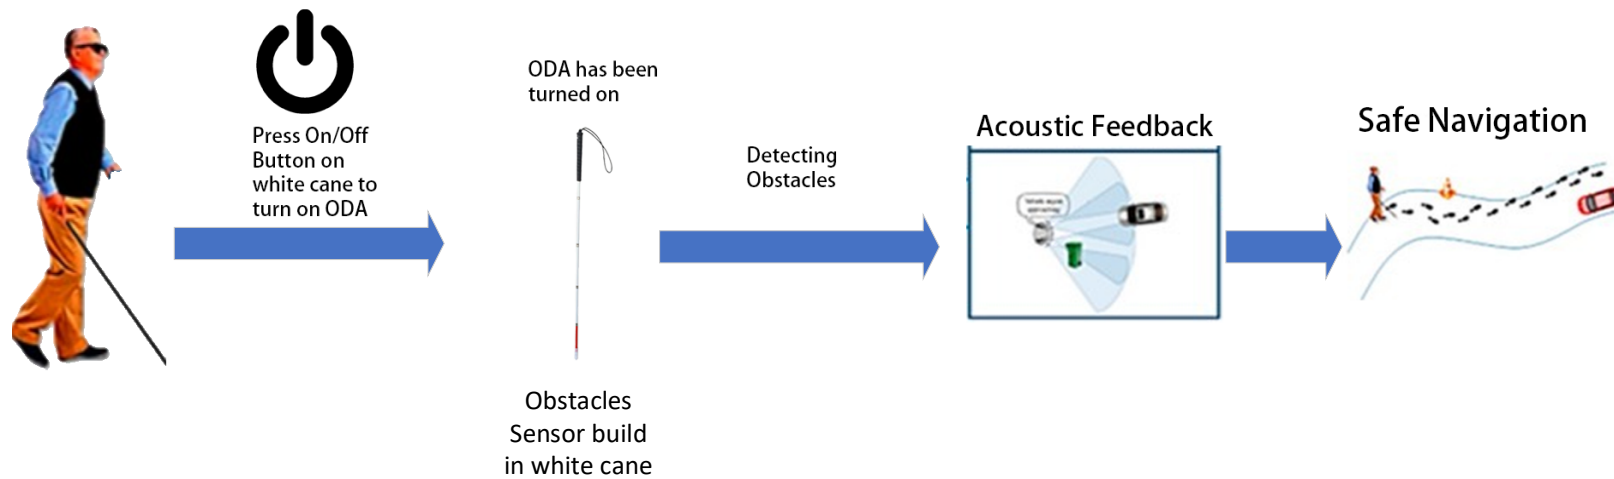 Press On/Off
Button on
white cane to
turn on ODA
ODA has been
turned on
Obstacles
Sensor build
in white cane
Detecting
Obstacles
Acoustic Feedback
Safe Navigation